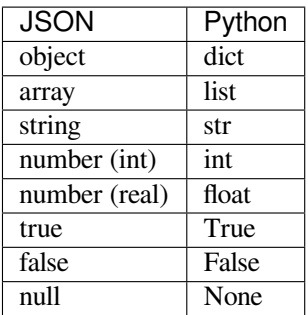 JSON Python
object dict
array list
string str
number (int) int
number (real) float
true True
false False
null None